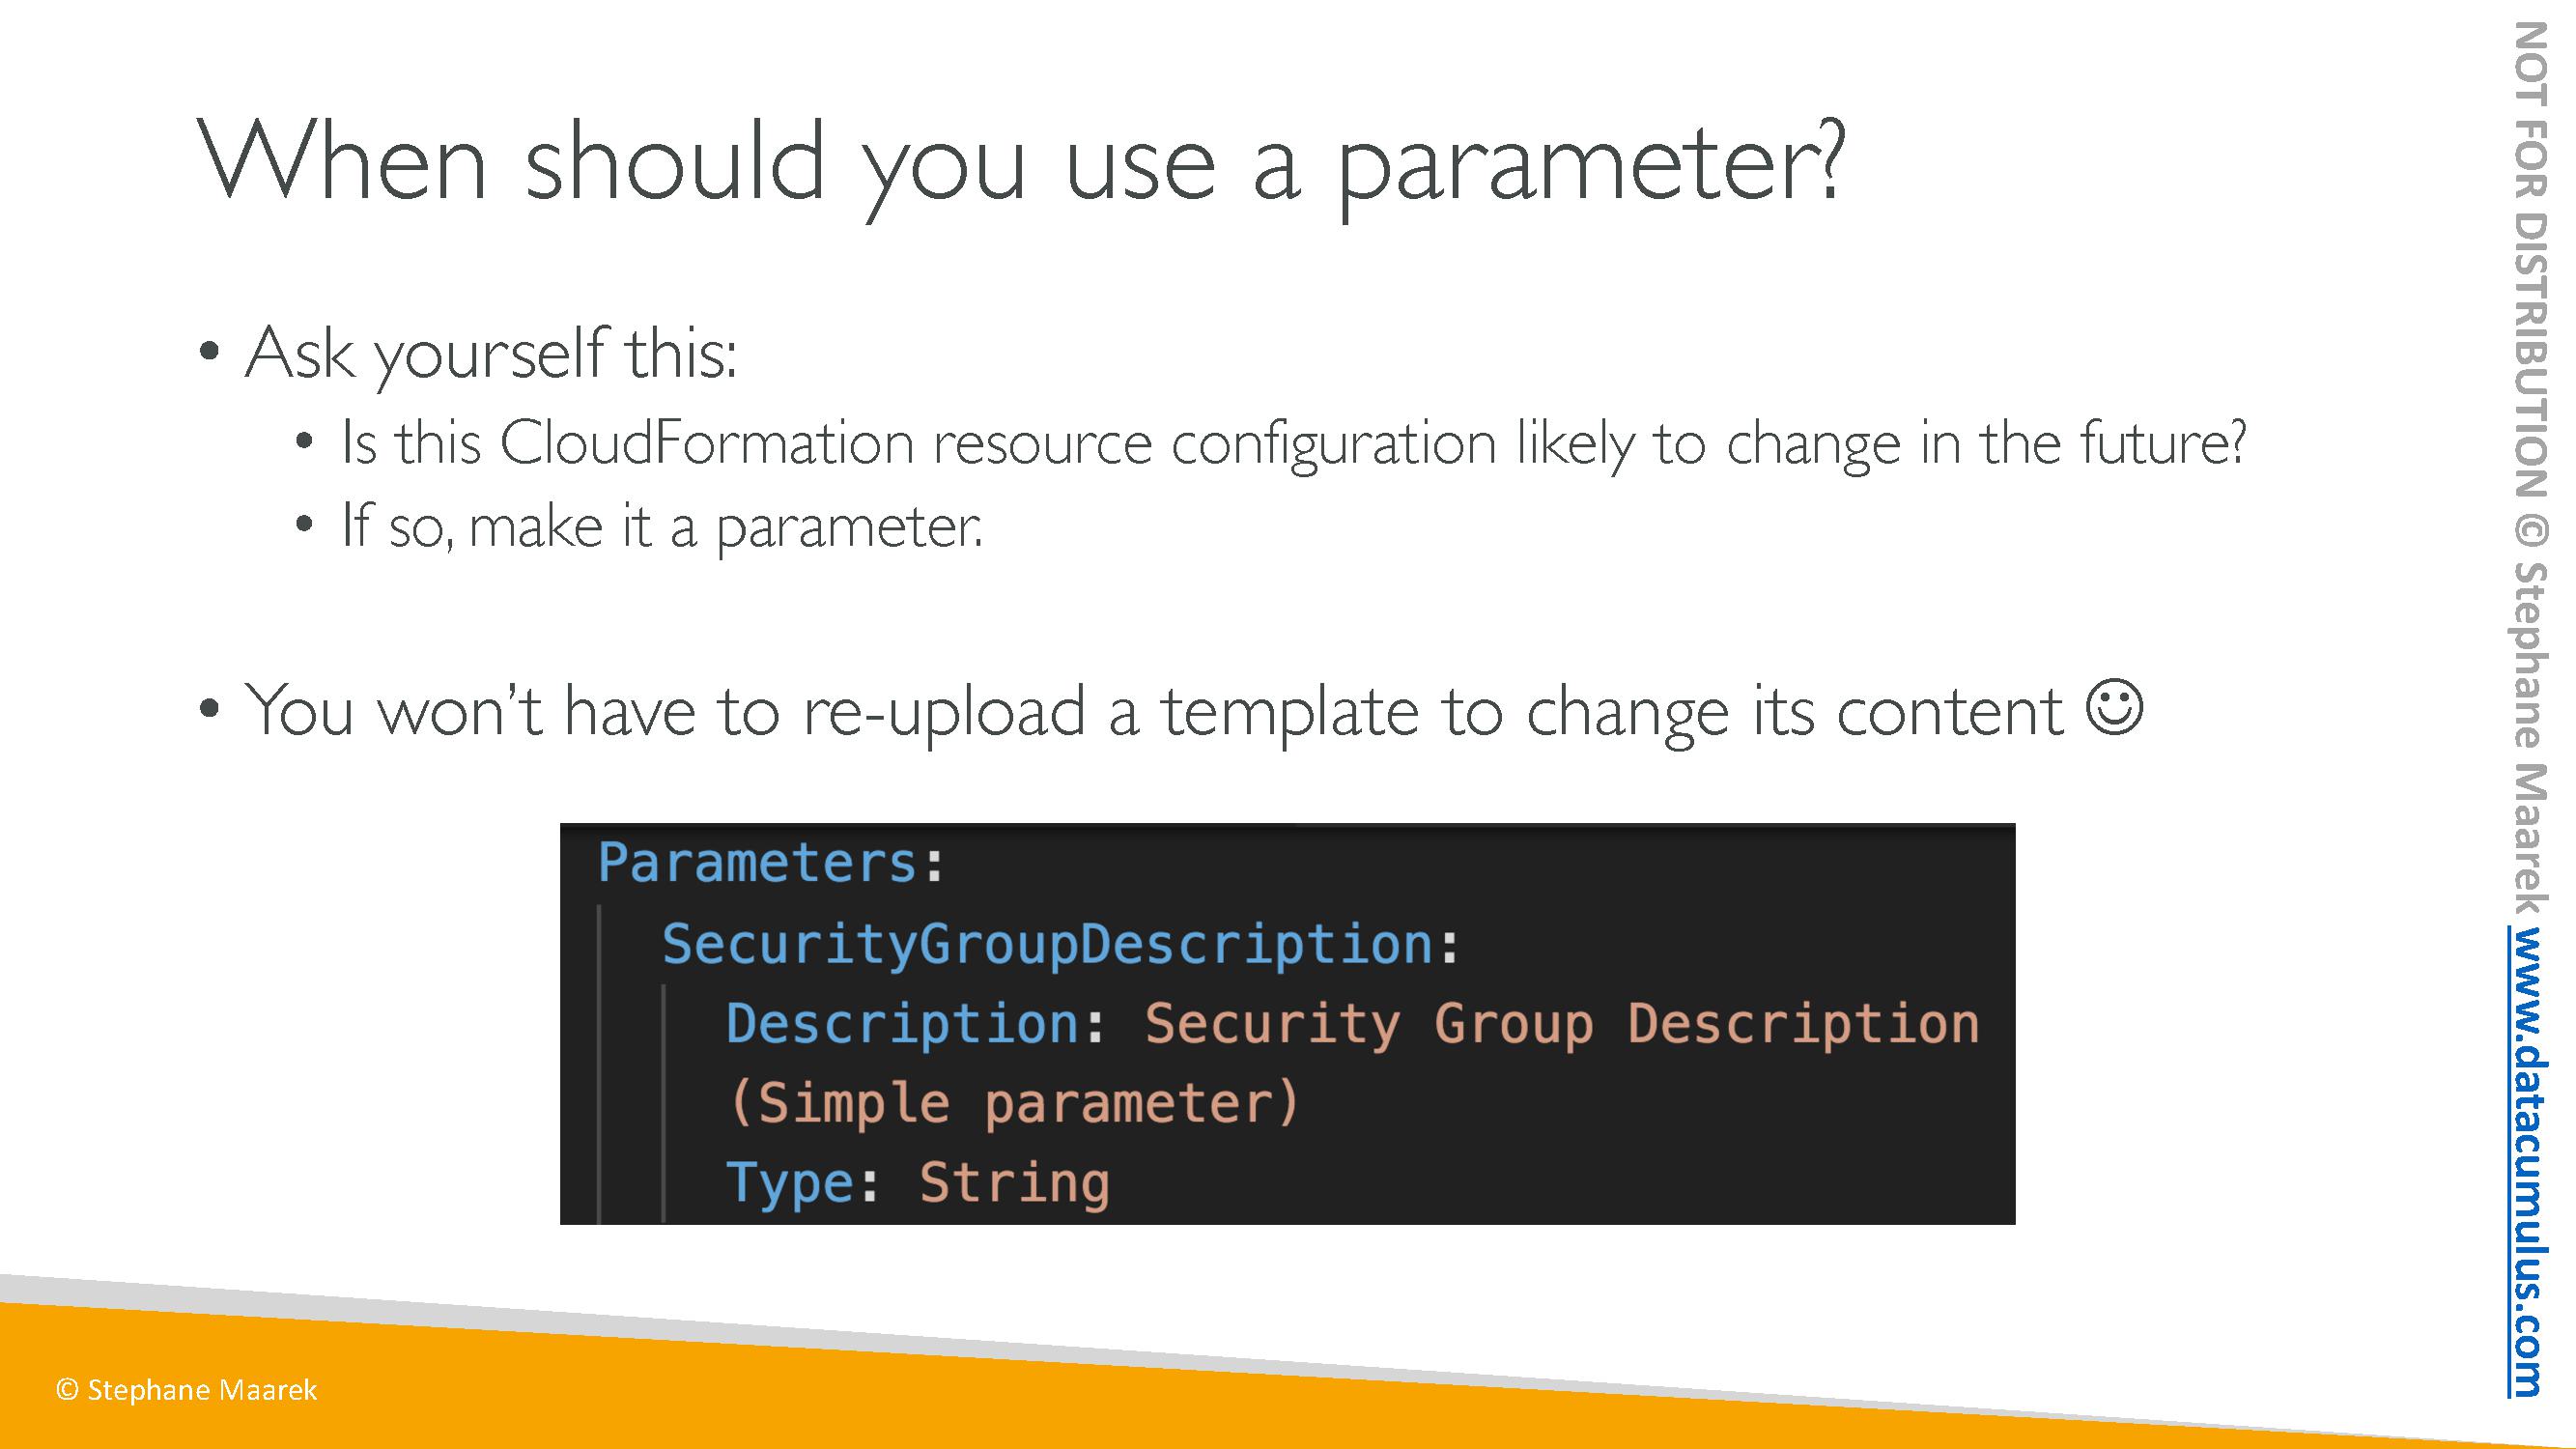 When should you use a parameter?
• Ask yourself this:
• Is this CloudFormation resource configuration likely to change in the future?
• If so, make it a parameter.
• You won’t have to re-upload a template to change its content ☺
Parameters:
SecurityGroupDescription:
Description: Security Group Description
(Simple parameter)
Type: String
© Stephane Maarek
NOT FOR DISTRIBUTION © Stephane Maarek www.datacumulus.com